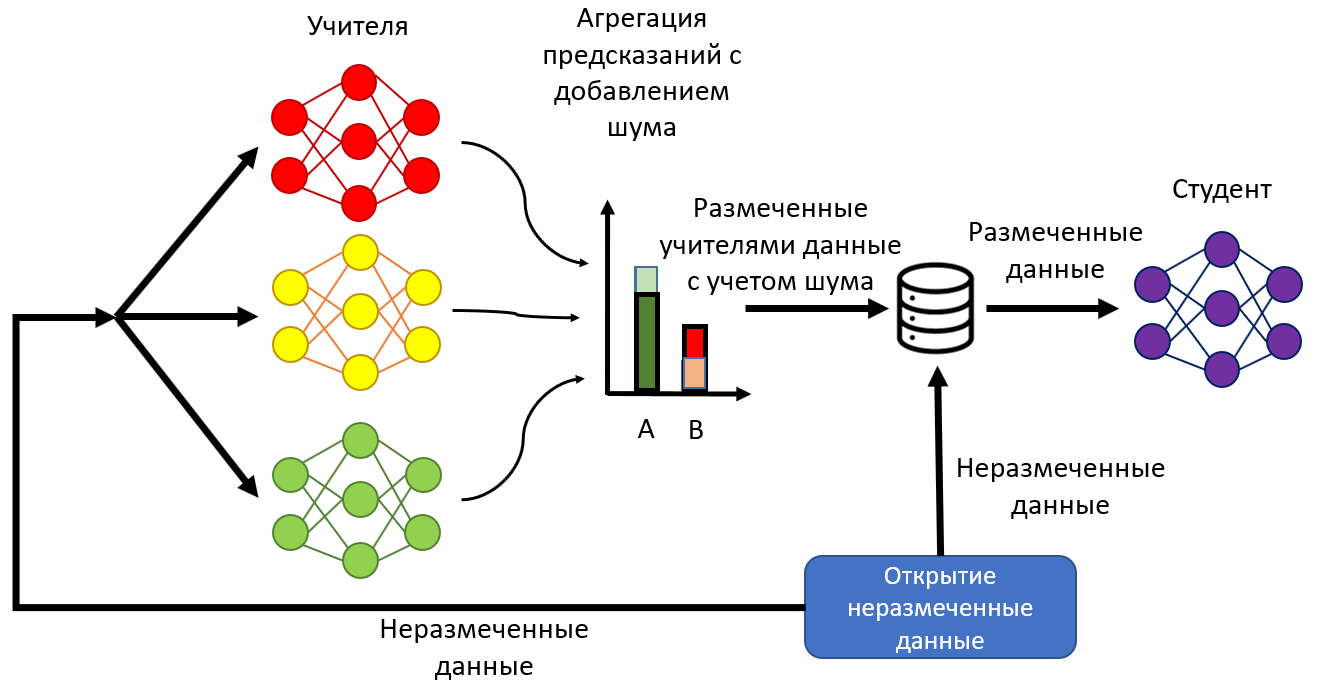 Учителя
Агрегация
предсказаний с
добавлением
шума
Размеченные
учителями данные
с учетом шума
Размеченные
данные
Студент
A
B
Неразмеченные
данные
Открытие
неразмеченные
данные
Неразмеченные
данные